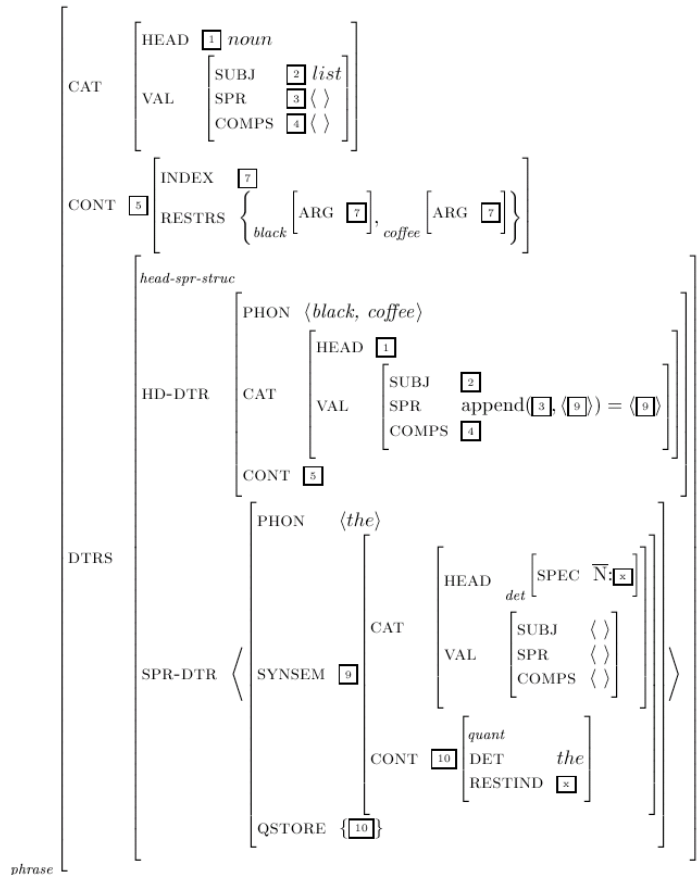 HEAD 1 noun
CAT
SUBJ 2 list
VAL SPR 3 ⟨ ⟩
COMPS 4 ⟨ ⟩
INDEX 7
CONT 5
RESTRS { black [ARG 7], coffee [ARG 7] }
head-spr-struc
PHON ⟨black, coffee⟩
HEAD 1
HD-DTR CAT
SUBJ 2
VAL SPR append(3, ⟨9⟩) = ⟨9⟩
COMPS 4
CONT 5
PHON ⟨the⟩
DTRS
HEAD det [SPEC N̅:x]
CAT
SUBJ ⟨ ⟩
VAL SPR ⟨ ⟩
COMPS ⟨ ⟩
SPR-DTR ⟨ SYNSEM 9 ⟩
quant
CONT 10 DET the
RESTIND x
QSTORE {10}
phrase